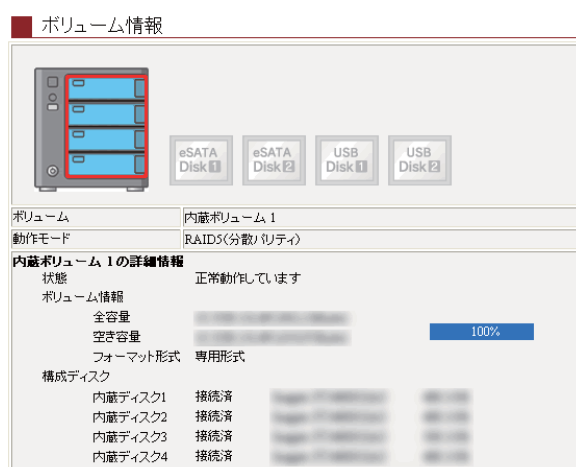 ボリューム情報
eSATA Disk 1
eSATA Disk 2
USB Disk 1
USB Disk 2
ボリューム 内蔵ボリューム 1
動作モード RAID5(分散パリティ)
内蔵ボリューム 1の詳細情報
状態 正常動作しています
ボリューム情報
全容量
空き容量 100%
フォーマット形式 専用形式
構成ディスク
内蔵ディスク1 接続済
内蔵ディスク2 接続済
内蔵ディスク3 接続済
内蔵ディスク4 接続済